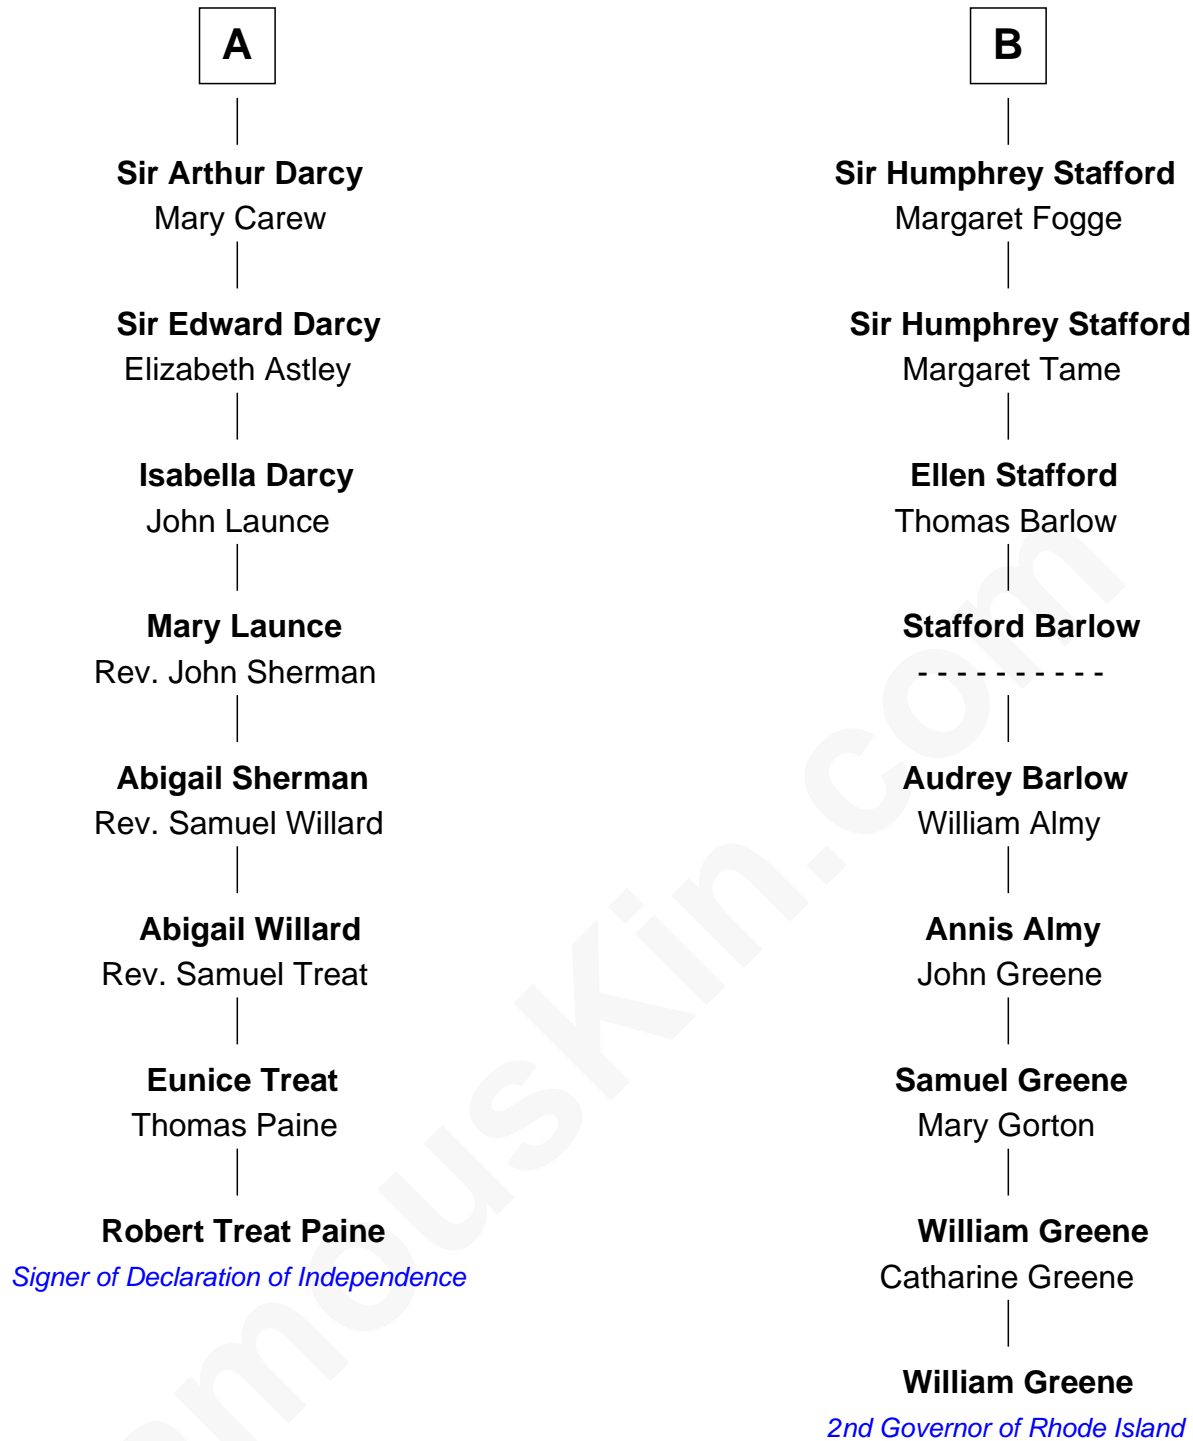 A
Sir Arthur Darcy
Mary Carew
Sir Edward Darcy
Elizabeth Astley
Isabella Darcy
John Launce
Mary Launce
Rev. John Sherman
Abigail Sherman
Rev. Samuel Willard
Abigail Willard
Rev. Samuel Treat
Eunice Treat
Thomas Paine
Robert Treat Paine
Signer of Declaration of Independence
B
Sir Humphrey Stafford
Margaret Fogge
Sir Humphrey Stafford
Margaret Tame
Ellen Stafford
Thomas Barlow
Stafford Barlow
- - - - - - - - - -
Audrey Barlow
William Almy
Annis Almy
John Greene
Samuel Greene
Mary Gorton
William Greene
Catharine Greene
William Greene
2nd Governor of Rhode Island
amouskin.com